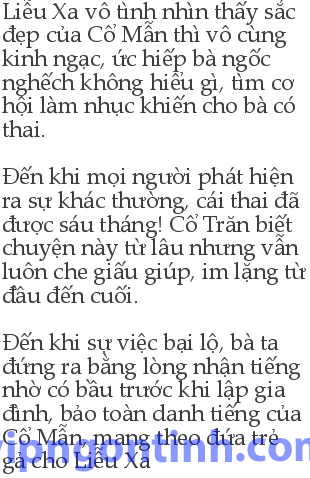 Liễu Xa vô tình nhìn thấy sắc
đẹp của Cổ Mẫn thì vô cùng
kinh ngạc, ức hiếp bà ngốc
nghếch không hiểu gì, tìm cơ
hội làm nhục khiến cho bà có
thai.
Đến khi mọi người phát hiện
ra sự khác thường, cái thai đã
được sáu tháng! Cổ Trăn biết
chuyện này từ lâu nhưng vẫn
luôn che giấu giúp, im lặng từ
đầu đến cuối.
Đến khi sự việc bại lộ, bà ta
đứng ra bằng lòng nhận tiếng
nhờ có bầu trước khi lập gia
đình, bảo toàn danh tiếng của
Cổ Mẫn, mang theo đứa trẻ
gả cho Liễu Xa
vipngontinh.com